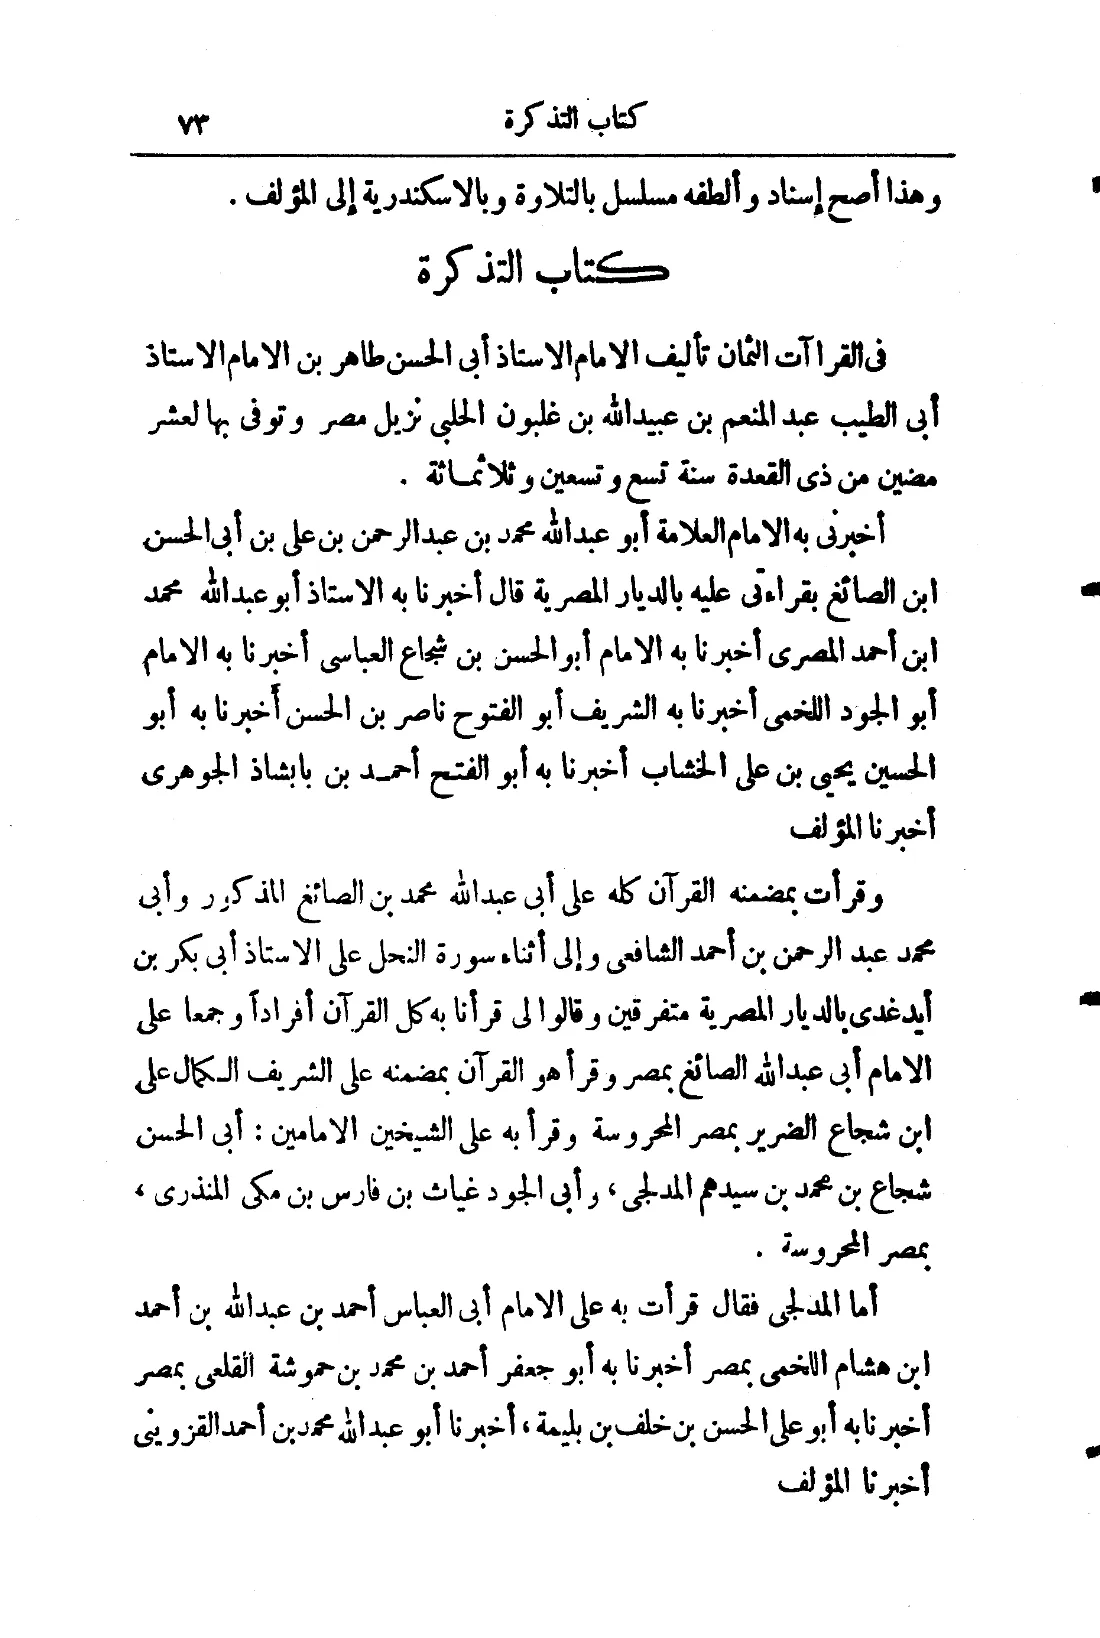 كتاب التذكرة
٧٣
وهذا أصح إسناد وألطفه مسلسل بالتلاوة وبالاسكندرية إلى المؤلف .
كتاب التذكرة
فى القراآت الثمان تأليف الامام الاستاذ أبى الحسن طاهر بن الامام الاستاذ
أبى الطيب عبد المنعم بن عبيدالله بن غلبون الحلبي نزيل مصر وتوفى بها لعشر
مضين من ذى القعدة سنة تسع وتسعين وثلاثمائة .
أخبرنى به الامام العلامة أبو عبدالله محمد بن عبدالرحمن بن على بن أبى الحسن
ابن الصائغ بقراءتى عليه بالديار المصرية قال أخبرنا به الاستاذ أبو عبدالله محمد
ابن أحمد المصرى أخبرنا به الامام أبو الحسن بن شجاع العباسى أخبرنا به الامام
أبو الجود اللخمى أخبرنا به الشريف أبو الفتوح ناصر بن الحسن أخبرنا به أبو
الحسين يحيى بن على الخشاب أخبرنا به أبو الفتح أحمد بن بابشاذ الجوهرى
أخبرنا المؤلف
وقرأت بمضمنه القرآن كله على أبى عبدالله محمد بن الصائغ المذكور وأبى
محمد عبد الرحمن بن أحمد الشافعى وإلى أثناء سورة النحل على الاستاذ أبى بكر بن
أيدغدى بالديار المصرية متفرقين وقالوا لى قرأنا به كل القرآن أفراداً وجمعا على
الامام أبى عبدالله الصائغ بمصر وقرأ هو القرآن بمضمنه على الشريف الكمال على
ابن شجاع الضرير بمصر المحروسة وقرأ به على الشيخين الامامين : أبى الحسن
شجاع بن محمد بن سيدهم المدلجى ، وأبى الجود غياث بن فارس بن مكى المنذرى ،
بمصر المحروسة .
أما المدلجى فقال قرأت به على الامام أبى العباس أحمد بن عبدالله بن أحمد
ابن هشام اللخمى بمصر أخبرنا به أبو جعفر أحمد بن محمد بن حموشة القلعى بمصر
أخبرنا به أبو على الحسن بن خلف بن بليمة ، أخبرنا أبو عبدالله محمد بن أحمد القزوينى
أخبرنا المؤلف